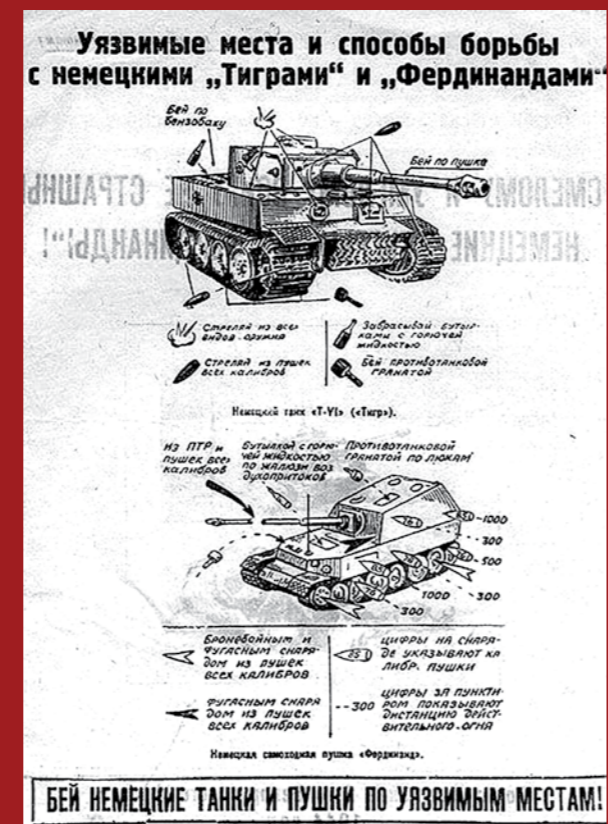 Уязвимые места и способы борьбы
с немецкими „Тиграми“ и „Фердинандами“
Бей по
бензобаку
Бей по пушке
Стреляй из всех
видов оружия
Забрасывай бутыл-
ками с горючей
жидкостью
Стреляй из пушек
всех калибров
Бей противотанковой
гранатой
Немецкий танк «Т-VI» («Тигр»).
ИЗ ПТР и
пушек всех
калибров
Бутылкой с горю-
чей жидкостью
по жалюзи воз
духопритоков
Противотанковой
гранатой по люкам
1000
300
500
300
1000
300
Бронебойным и
фугасным снаря-
дом из пушек
всех калибров
цифры на снаря-
де указывают ка
либр. пушки
фугасным снаря
дом из пушек
всех калибров
--300
цифры за пункти-
ром показывают
дистанцию дейст-
вительного огня
Немецкая самоходная пушка «Фердинанд».
БЕЙ НЕМЕЦКИЕ ТАНКИ И ПУШКИ ПО УЯЗВИМЫМ МЕСТАМ!